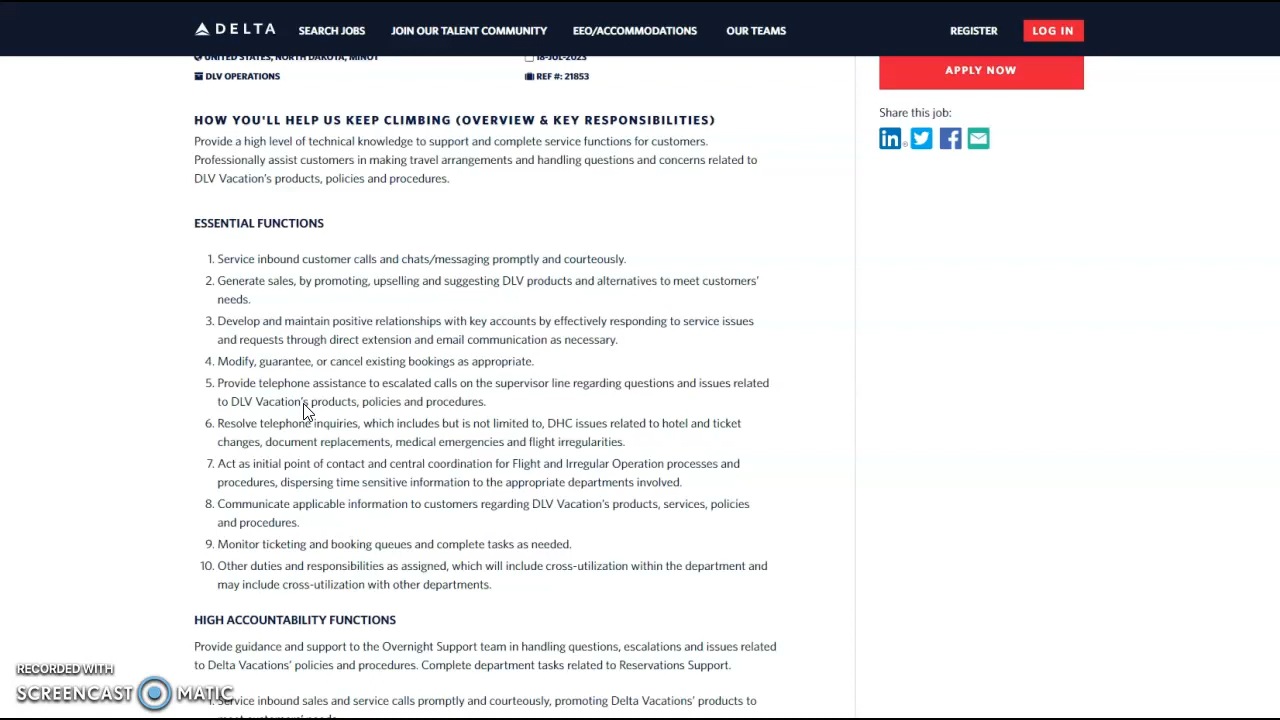 DELTA SEARCH JOBS JOIN OUR TALENT COMMUNITY EEO/ACCOMMODATIONS OUR TEAMS REGISTER LOG IN
UNITED STATES, NORTH DAKOTA, MINOT 18-JUL-2023
DLV OPERATIONS REF #: 21853
APPLY NOW
Share this job:
HOW YOU'LL HELP US KEEP CLIMBING (OVERVIEW & KEY RESPONSIBILITIES)
Provide a high level of technical knowledge to support and complete service functions for customers.
Professionally assist customers in making travel arrangements and handling questions and concerns related to
DLV Vacation's products, policies and procedures.
ESSENTIAL FUNCTIONS
1. Service inbound customer calls and chats/messaging promptly and courteously.
2. Generate sales, by promoting, upselling and suggesting DLV products and alternatives to meet customers'
needs.
3. Develop and maintain positive relationships with key accounts by effectively responding to service issues
and requests through direct extension and email communication as necessary.
4. Modify, guarantee, or cancel existing bookings as appropriate.
5. Provide telephone assistance to escalated calls on the supervisor line regarding questions and issues related
to DLV Vacation's products, policies and procedures.
6. Resolve telephone inquiries, which includes but is not limited to, DHC issues related to hotel and ticket
changes, document replacements, medical emergencies and flight irregularities.
7. Act as initial point of contact and central coordination for Flight and Irregular Operation processes and
procedures, dispersing time sensitive information to the appropriate departments involved.
8. Communicate applicable information to customers regarding DLV Vacation's products, services, policies
and procedures.
9. Monitor ticketing and booking queues and complete tasks as needed.
10. Other duties and responsibilities as assigned, which will include cross-utilization within the department and
may include cross-utilization with other departments.
HIGH ACCOUNTABILITY FUNCTIONS
Provide guidance and support to the Overnight Support team in handling questions, escalations and issues related
to Delta Vacations' policies and procedures. Complete department tasks related to Reservations Support.
1. Service inbound sales and service calls promptly and courteously, promoting Delta Vacations' products to
meet customers' needs.
RECORDED WITH
SCREENCAST MATIC